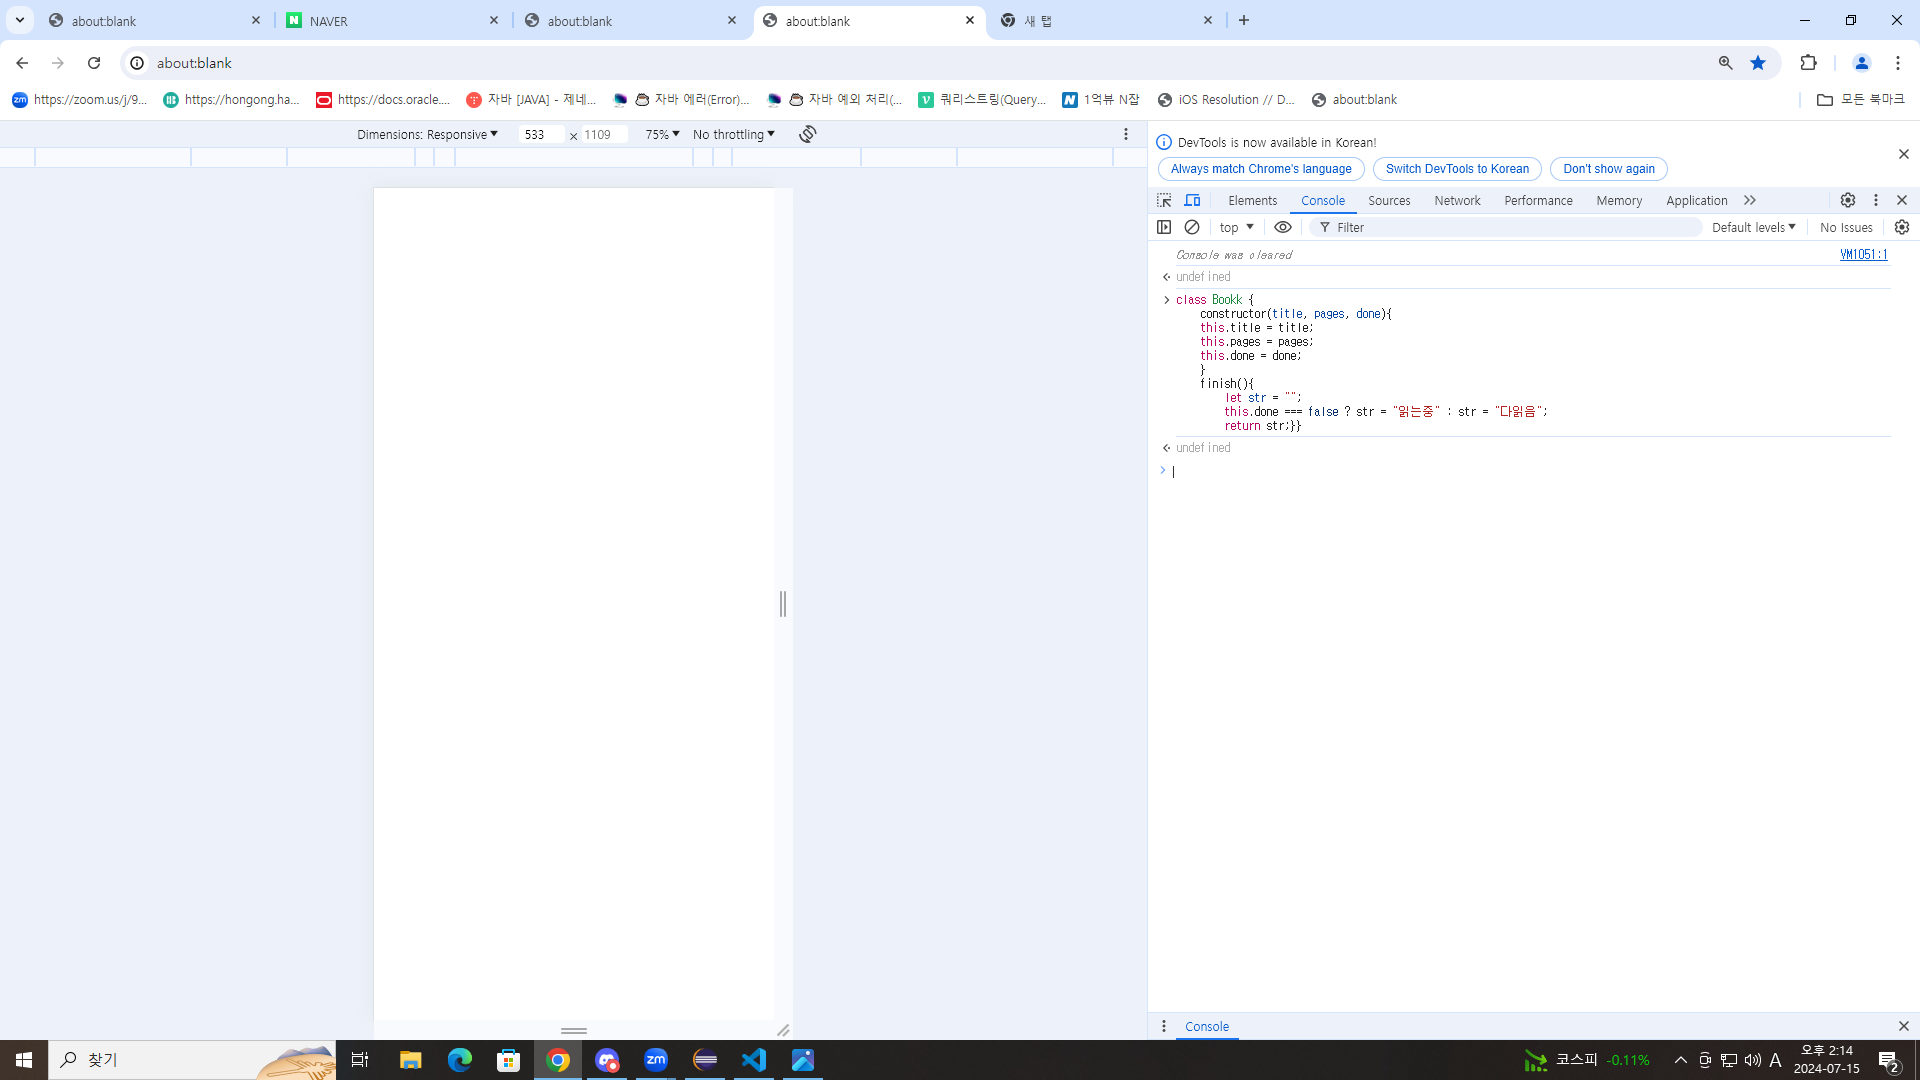 about:blank
NAVER
about:blank
about:blank
새 탭
about:blank
https://zoom.us/j/9...
https://hongong.ha...
https://docs.oracle....
자바 [JAVA] - 제네...
자바 에러(Error)...
자바 예외 처리(...
쿼리스트링(Query...
1억뷰 N잡
iOS Resolution // D...
about:blank
모든 북마크
Dimensions: Responsive
533 × 1109
75%
No throttling
DevTools is now available in Korean!
Always match Chrome's language
Switch DevTools to Korean
Don't show again
Elements
Console
Sources
Network
Performance
Memory
Application
top
Filter
Default levels
No Issues
Console was cleared
VM1051:1
undefined
class Bookk {
constructor(title, pages, done){
this.title = title;
this.pages = pages;
this.done = done;
}
finish(){
let str = "";
this.done === false ? str = "읽는중" : str = "다읽음";
return str;}}
undefined
Console
찾기
zm
코스피 -0.11%
A
오후 2:14
2024-07-15
2